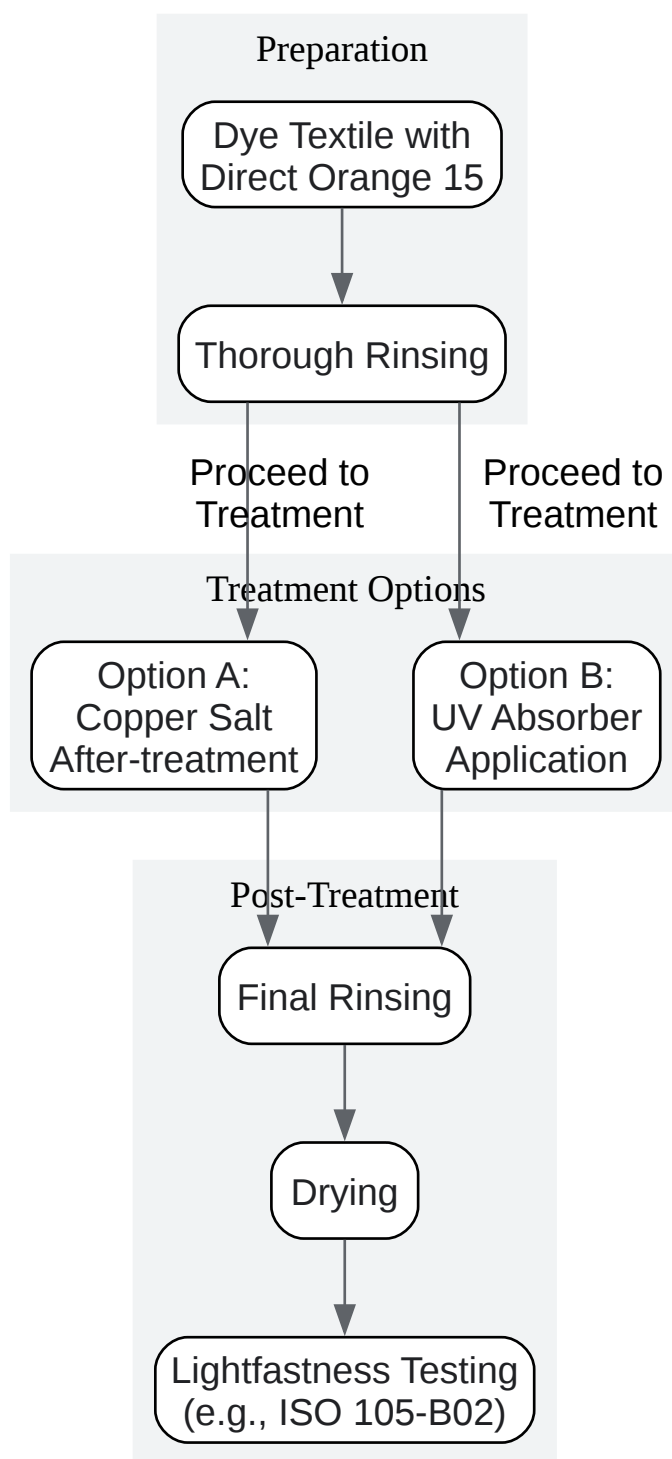 Preparation
Dye Textile with
Direct Orange 15
Thorough Rinsing
Proceed to
Treatment
Proceed to
Treatment
Treatment Options
Option A:
Copper Salt
After-treatment
Option B:
UV Absorber
Application
Post-Treatment
Final Rinsing
Drying
Lightfastness Testing
(e.g., ISO 105-B02)